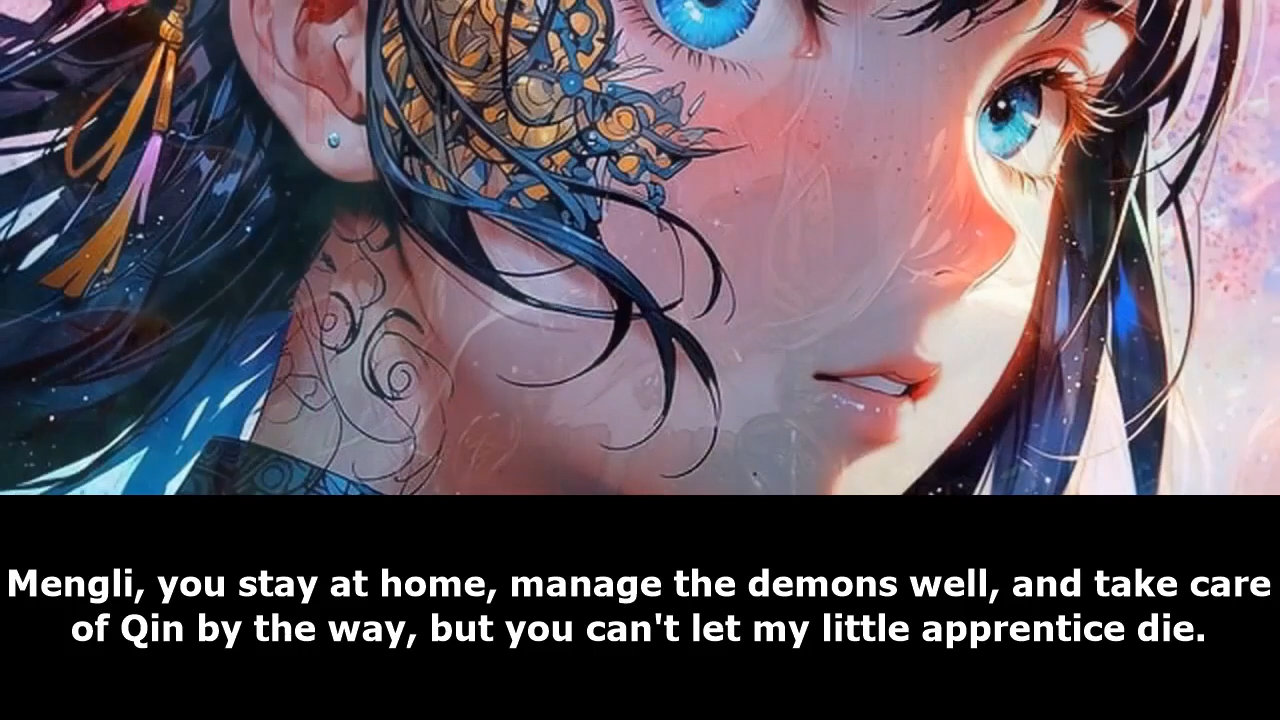 Mengli, you stay at home, manage the demons well, and take care
of Qin by the way, but you can't let my little apprentice die.